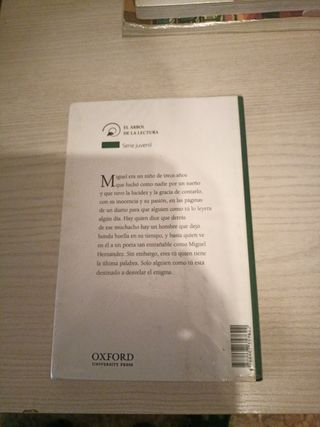 EL ÁRBOL
DE LA LECTURA
Serie juvenil
Miguel era un niño de trece años
que luchó como nadie por un sueño
y que tuvo la lucidez y la gracia de contarlo,
con su inocencia y su pasión, en las páginas
de un diario para que alguien como tú lo leyera
algún día. Hay quien dice que detrás
de ese muchacho hay un hombre que dejó
honda huella en su tiempo, y hasta quien ve
en él a un poeta tan entrañable como Miguel
Hernández. Sin embargo, eres tú quien tiene
la última palabra. Solo alguien como tú está
destinado a desvelar el enigma.
OXFORD
UNIVERSITY PRESS